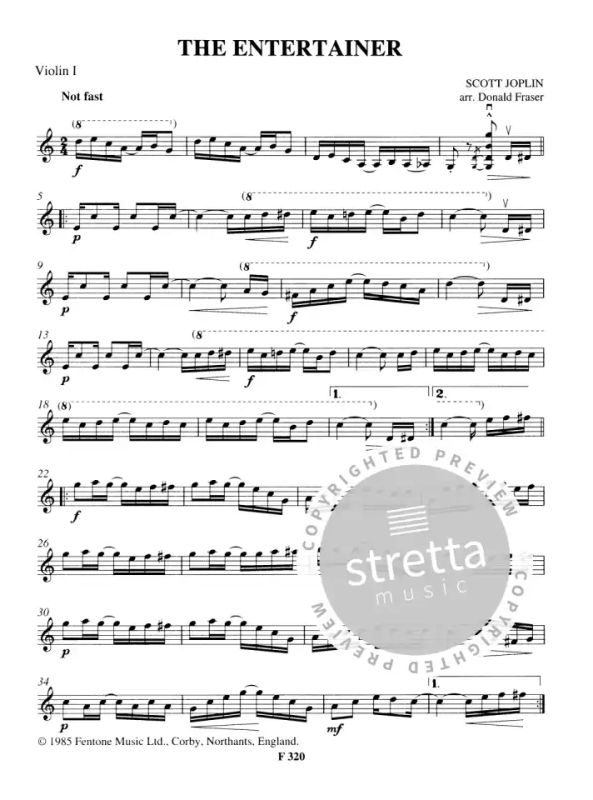 THE ENTERTAINER
Violin I
SCOTT JOPLIN
arr. Donald Fraser
Not fast
(8
2
4
f
5
(8
p
f
9
(8
p
f
13
(8
p
f
1.
2.
18
(8)
22
f
26
30
p
34
mf
1.
COPYRIGHTED PREVIEW
stretta
music
COPYRIGHTED PREVIEW
© 1985 Fentone Music Ltd., Corby, Northants, England.
F 320